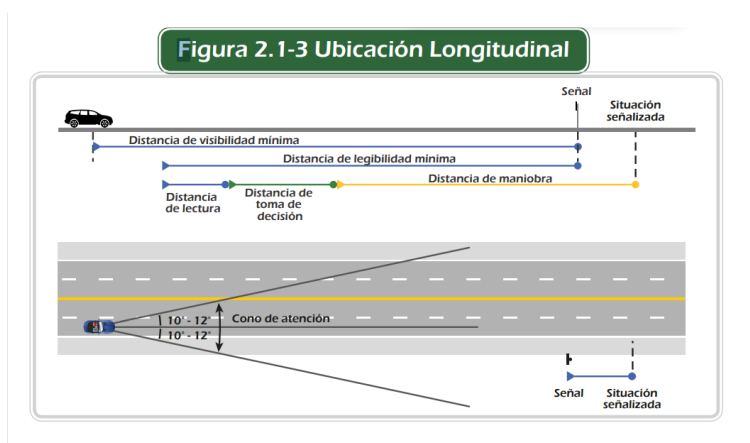 Figura 2.1-3 Ubicación Longitudinal
Señal
Situación
señalizada
Distancia de visibilidad mínima
Distancia de legibilidad mínima
Distancia de maniobra
Distancia
de lectura
Distancia de
toma de
decisión
10° - 12°
Cono de atención
10° - 12°
Señal
Situación
señalizada